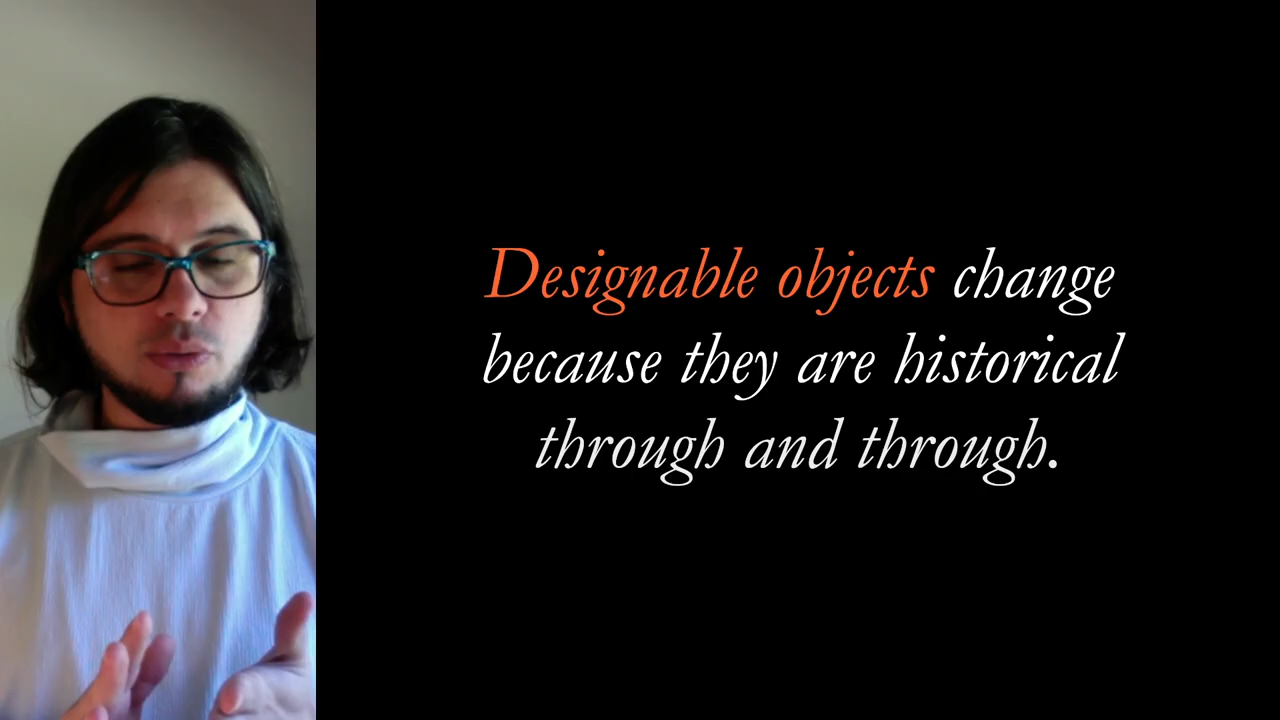 Designable objects change
because they are historical
through and through.